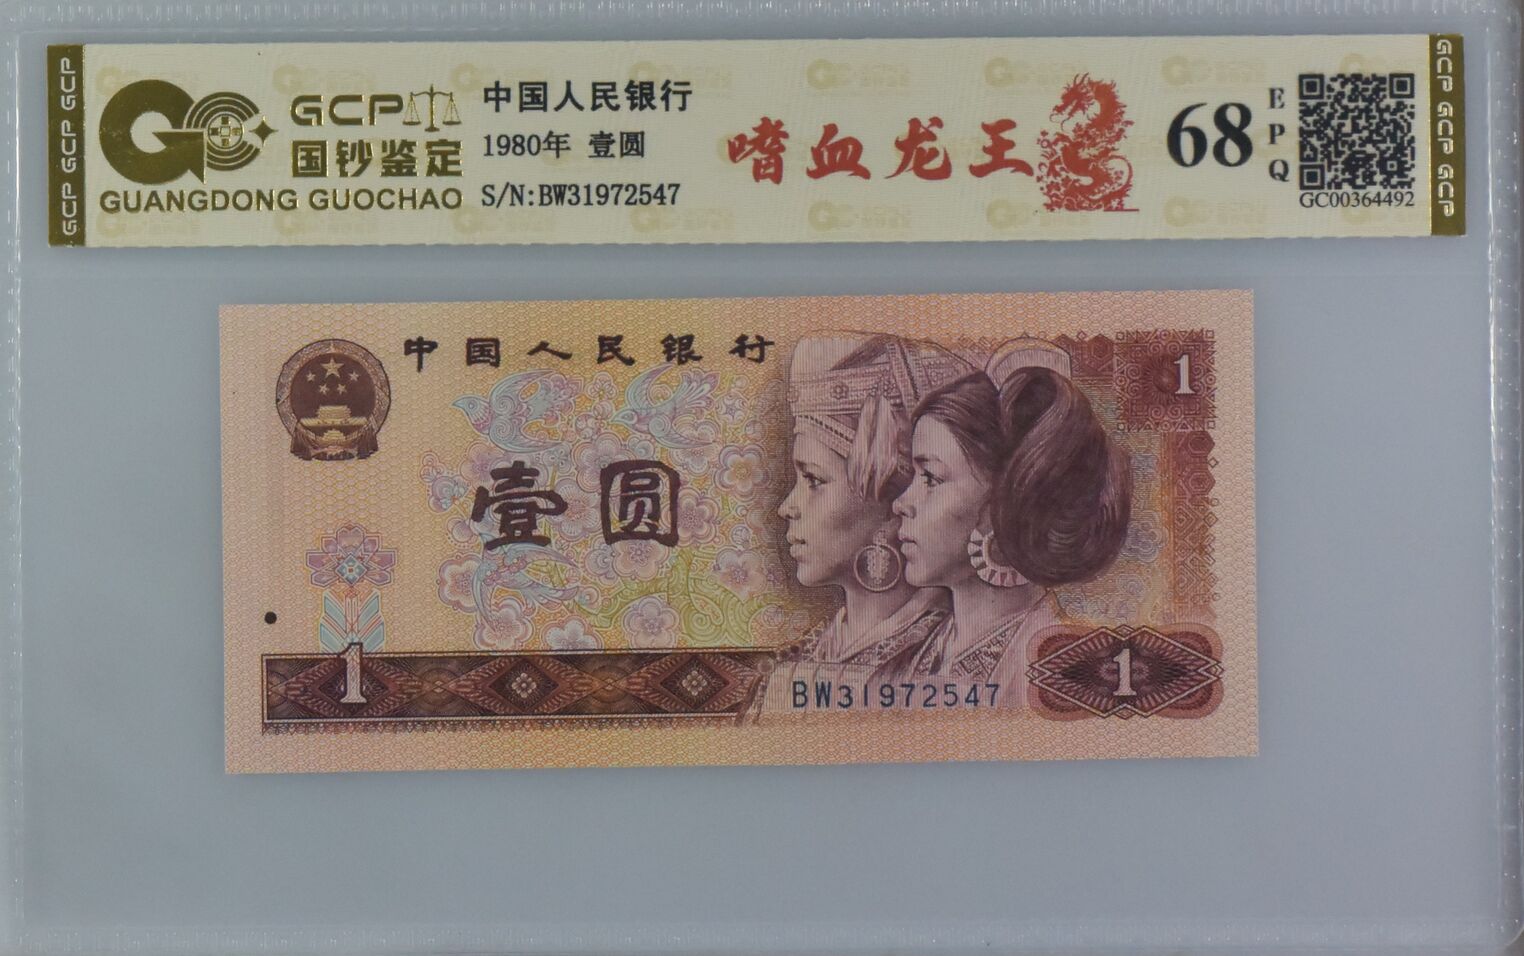 GCP GCP GCP
GCP
国钞鉴定
GUANGDONG GUOCHAO
中国人民银行
1980年 壹圆
S/N:BW31972547
嗜血龙王
68
EPQ
GC00364492
GCP GCP GCP
中国人民银行
1
壹圆
1
BW31972547
1